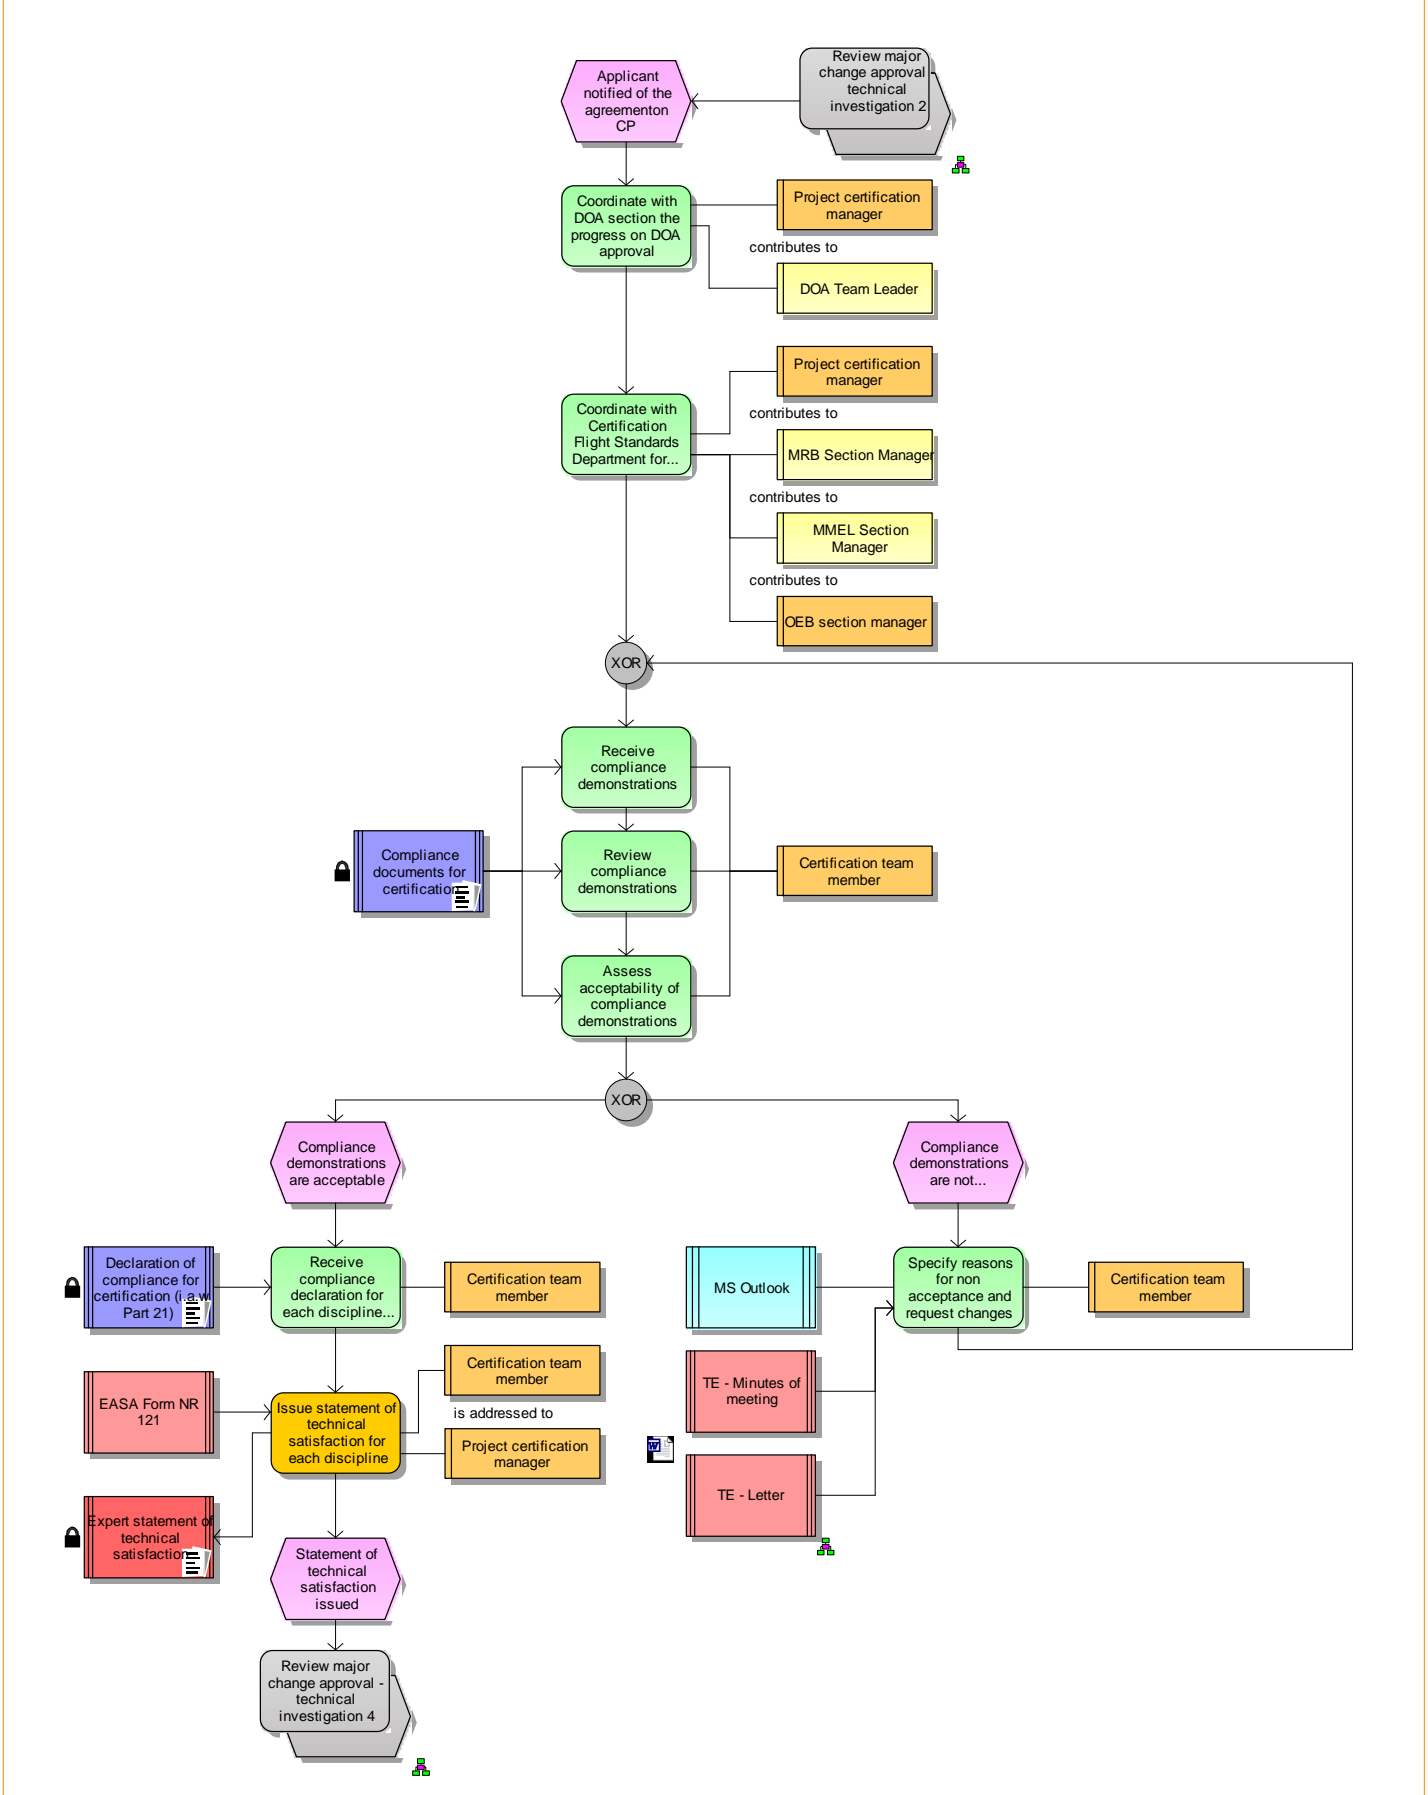 Applicant
notified of the
agreementon
CP
Review major
change approval
technical
investigation 2
Coordinate with
DOA section the
progress on DOA
approval
Project certification
manager
contributes to
DOA Team Leader
Project certification
manager
Coordinate with
Certification
Flight Standards
Department for...
contributes to
MRB Section Manager
contributes to
MMEL Section
Manager
contributes to
OEB section manager
XOR
Receive
compliance
demonstrations
Compliance
documents for
certification
Review
compliance
demonstrations
Certification team
member
Assess
acceptability of
compliance
demonstrations
XOR
Compliance
demonstrations
are acceptable
Compliance
demonstrations
are not...
Declaration of
compliance for
certification (i.a.w
Part 21)
Receive
compliance
declaration for
each discipline...
Certification team
member
MS Outlook
Specify reasons
for non
acceptance and
request changes
Certification team
member
EASA Form NR
121
Issue statement of
technical
satisfaction for
each discipline
Certification team
member
is addressed to
Project certification
manager
TE - Minutes of
meeting
W
TE - Letter
Expert statement of
technical
satisfaction
Statement of
technical
satisfaction
issued
Review major
change approval -
technical
investigation 4